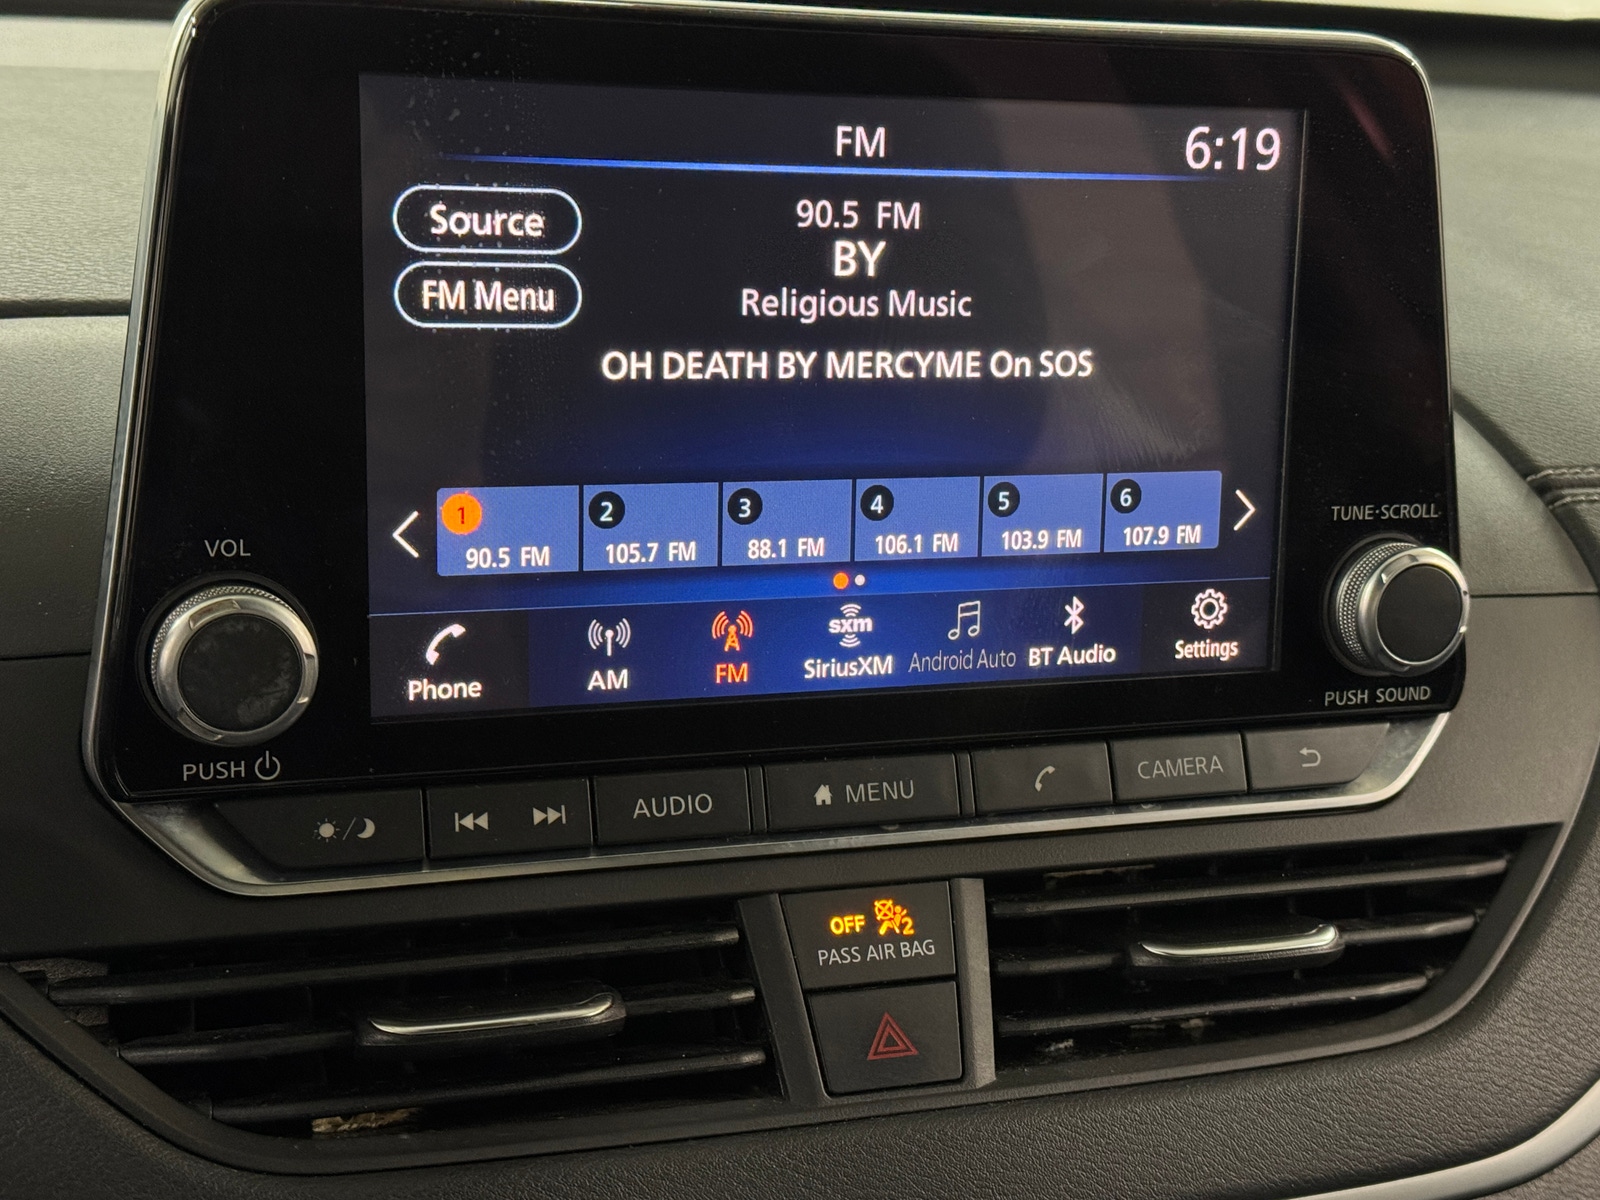 FM
6:19
Source
FM Menu
90.5 FM
BY
Religious Music
OH DEATH BY MERCYME On SOS
1
90.5 FM
2
105.7 FM
3
88.1 FM
4
106.1 FM
5
103.9 FM
6
107.9 FM
Phone
AM
FM
sxm
SiriusXM
Android Auto
BT Audio
Settings
VOL
PUSH
TUNE·SCROLL
PUSH SOUND
AUDIO
MENU
CAMERA
OFF 2
PASS AIR BAG